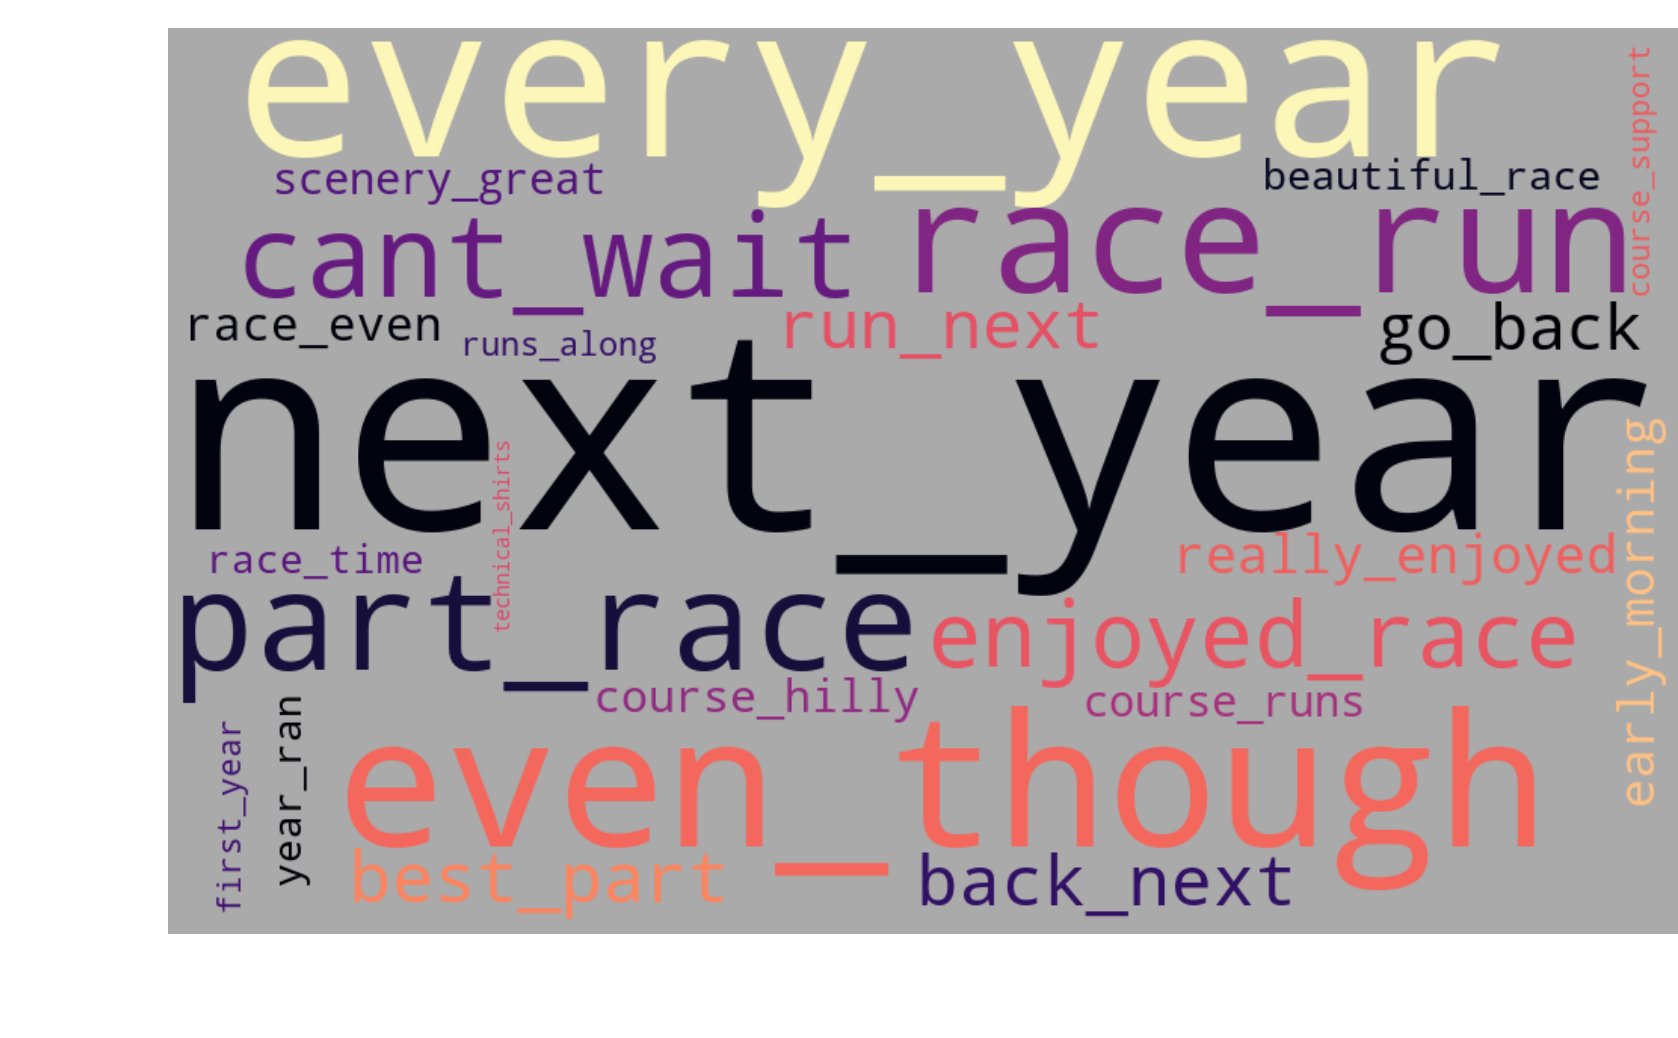 every_year
course_support
scenery_great
beautiful_race
cant_wait
race_run
race_even
runs_along
run_next
go_back
next_year
technical_shirts
early_morning
race_time
really_enjoyed
part_race
enjoyed_race
course_hilly
course_runs
first_year
year_ran
even_though
best_part
back_next